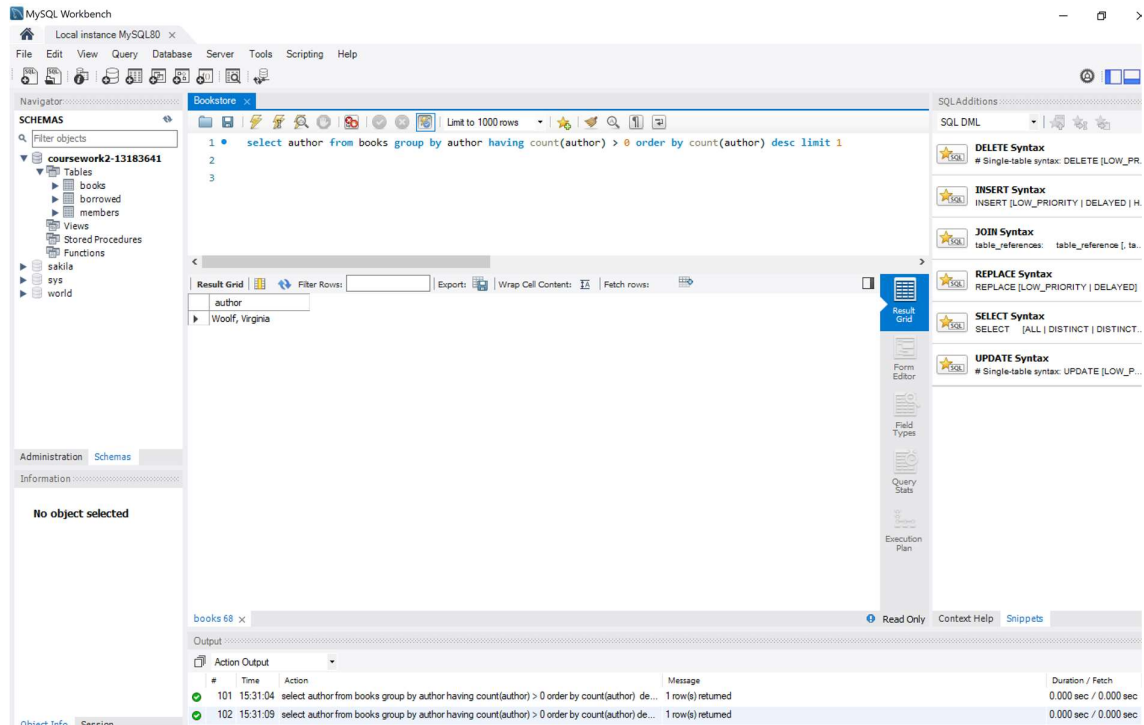 MySQL Workbench
Local instance MySQL80
File Edit View Query Database Server Tools Scripting Help
Navigator
SCHEMAS
Filter objects
coursework2-13183641
Tables
books
borrowed
members
Views
Stored Procedures
Functions
sakila
sys
world
Administration Schemas
Information
No object selected
Object Info Session
Bookstore
Limit to 1000 rows
1 select author from books group by author having count(author) > 0 order by count(author) desc limit 1
2
3
Result Grid Filter Rows: Export: Wrap Cell Content: Fetch rows:
author
Woolf, Virginia
Result
Grid
Form
Editor
Field
Types
Query
Stats
Execution
Plan
books 68
Read Only
Output
Action Output
# Time Action Message Duration / Fetch
101 15:31:04 select author from books group by author having count(author) > 0 order by count(author) de... 1 row(s) returned 0.000 sec / 0.000 sec
102 15:31:09 select author from books group by author having count(author) > 0 order by count(author) de... 1 row(s) returned 0.000 sec / 0.000 sec
SQLAdditions
SQL DML
DELETE Syntax
# Single-table syntax: DELETE [LOW_PR...
INSERT Syntax
INSERT [LOW_PRIORITY | DELAYED | H...
JOIN Syntax
table_references: table_reference [, ta...
REPLACE Syntax
REPLACE [LOW_PRIORITY | DELAYED]
SELECT Syntax
SELECT [ALL | DISTINCT | DISTINCT...
UPDATE Syntax
# Single-table syntax: UPDATE [LOW_P...
Context Help Snippets